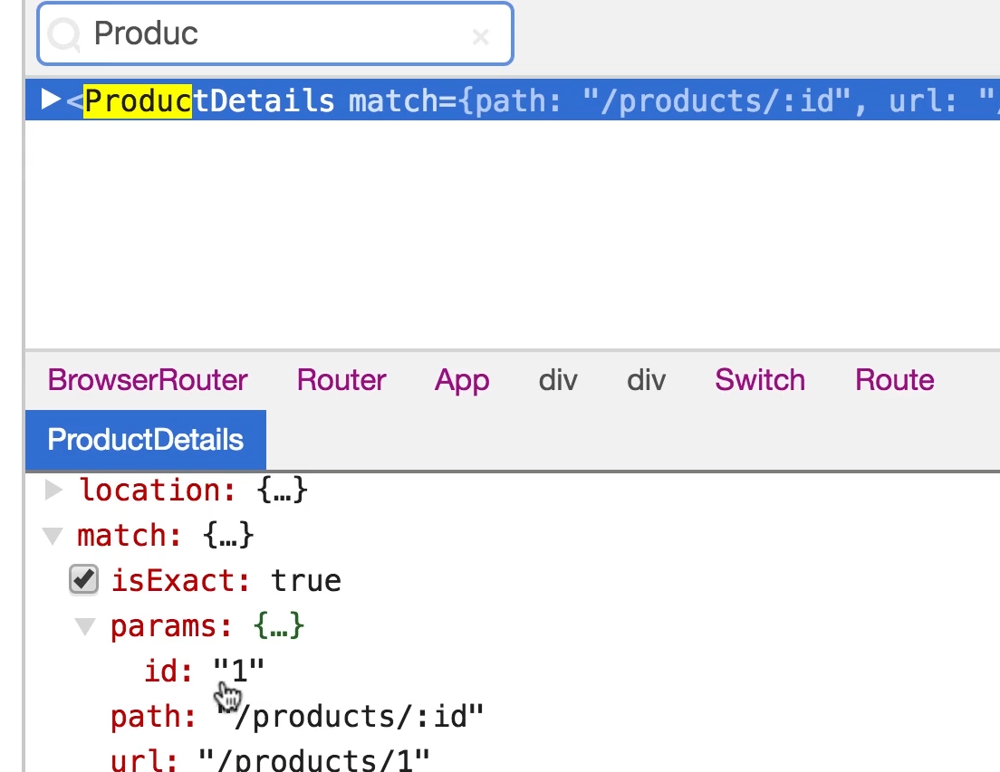 Produc ×
▶<ProductDetails match={path: "/products/:id", url: "/
BrowserRouter Router App div div Switch Route
ProductDetails
▶ location: {…}
▼ match: {…}
isExact: true
▼ params: {…}
id: "1"
path: "/products/:id"
url: "/products/1"